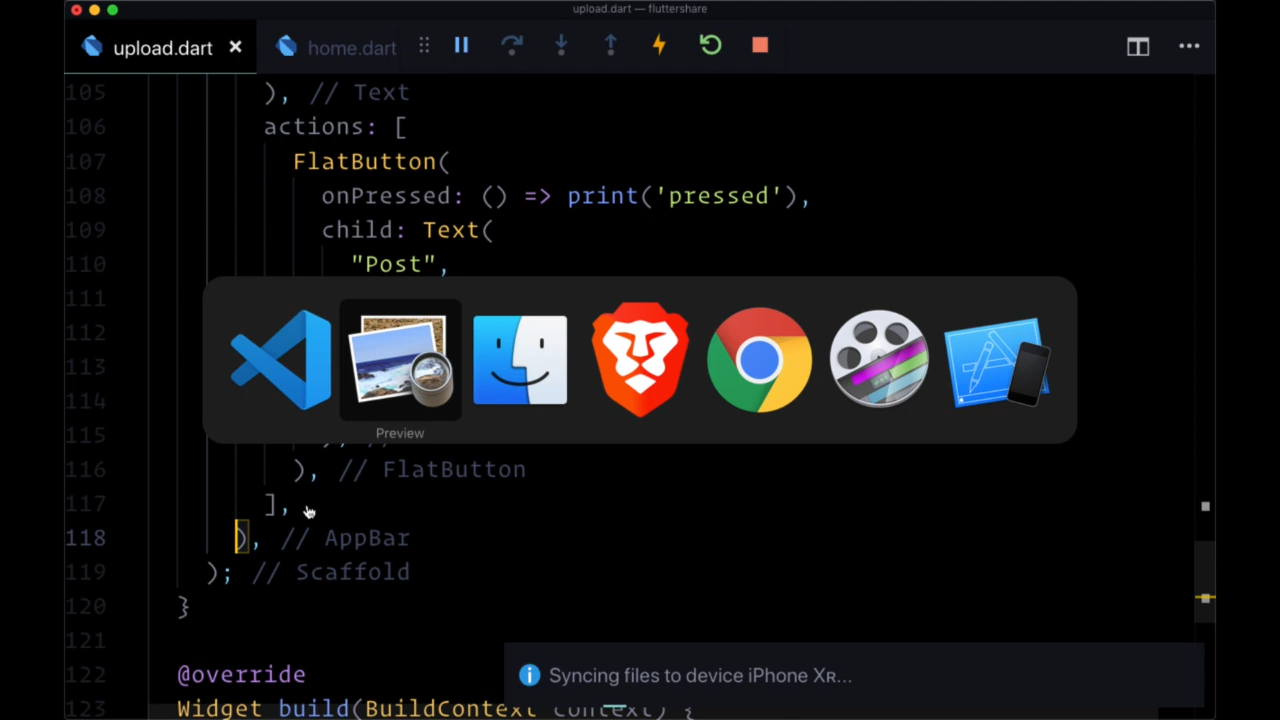 upload.dart — fluttershare
upload.dart
home.dart
105 ), // Text
106 actions: [
107 FlatButton(
108 onPressed: () => print('pressed'),
109 child: Text(
110 "Post",
111
112
113
114
Preview
115
116 ), // FlatButton
117 ],
118 ), // AppBar
119 ); // Scaffold
120 }
121
122 @override
Syncing files to device iPhone XR...
123 Widget build(BuildContext context) {